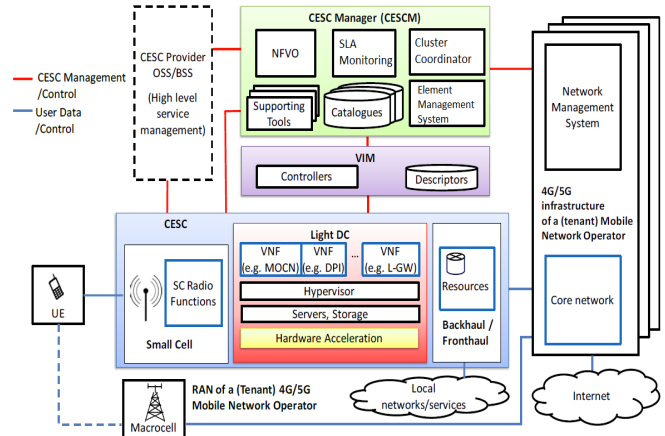 CESC Management
/Control
User Data
/Control
CESC Provider
OSS/BSS
(High level
service
management)
CESC Manager (CESCM)
NFVO
SLA
Monitoring
Cluster
Coordinator
Supporting
Tools
Catalogues
Element
Management
System
VIM
Controllers
Descriptors
Network
Management
System
4G/5G
infrastructure
of a (tenant) Mobile
Network Operator
Core network
CESC
SC Radio
Functions
Small Cell
Light DC
VNF
(e.g. MOCN)
VNF
(e.g. DPI)
...
VNF
(e.g. L-GW)
Hypervisor
Servers, Storage
Hardware Acceleration
Resources
Backhaul /
Fronthaul
UE
Macrocell
RAN of a (Tenant) 4G/5G
Mobile Network Operator
Local
networks/services
Internet